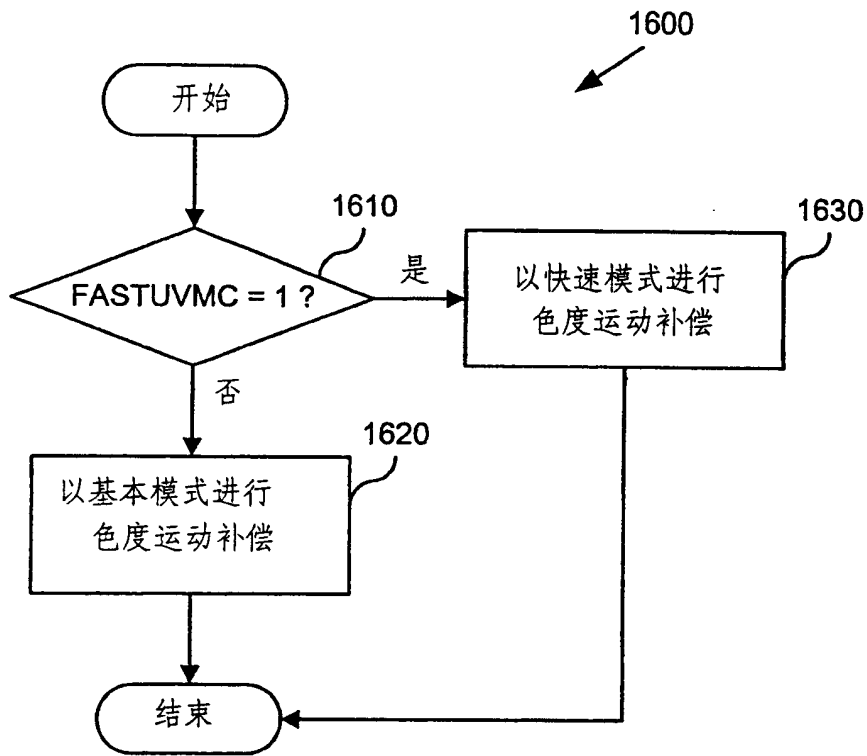 1600
开始
1610
FASTUVMC = 1 ?
是
1630
以快速模式进行
色度运动补偿
否
1620
以基本模式进行
色度运动补偿
结束